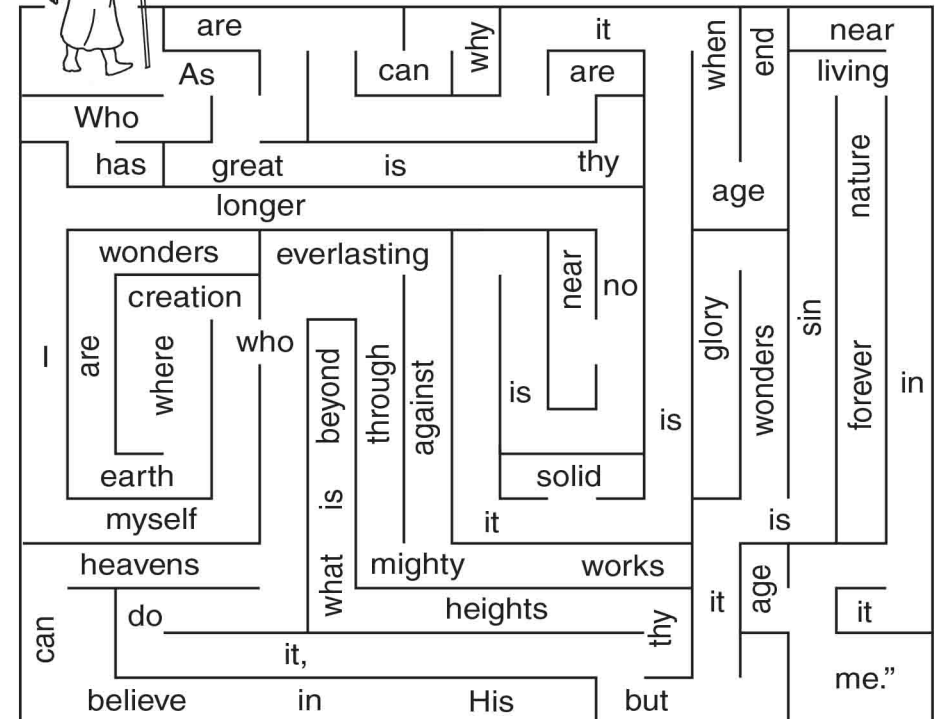 are
why
it
when
end
near
As
can
are
living
Who
has
great
is
thy
nature
age
longer
wonders
everlasting
near
no
creation
sin
glory
who
I
are
where
beyond
through
against
wonders
forever
in
is
is
earth
solid
is
myself
it
is
heavens
what
mighty
works
age
it
do
heights
thy
it
can
it,
believe
in
His
but
me.”